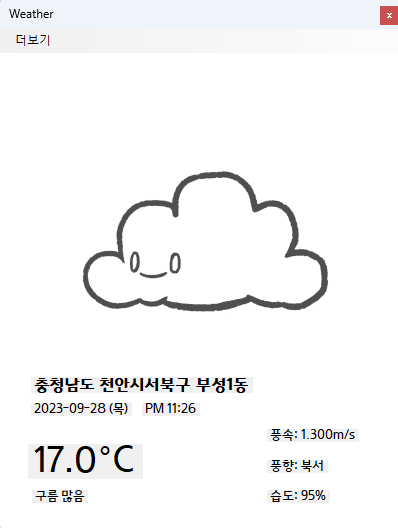 Weather
x
더보기
충청남도 천안시서북구 부성1동
2023-09-28 (목) PM 11:26
풍속: 1.300m/s
17.0°C
풍향: 북서
구름 많음
습도: 95%